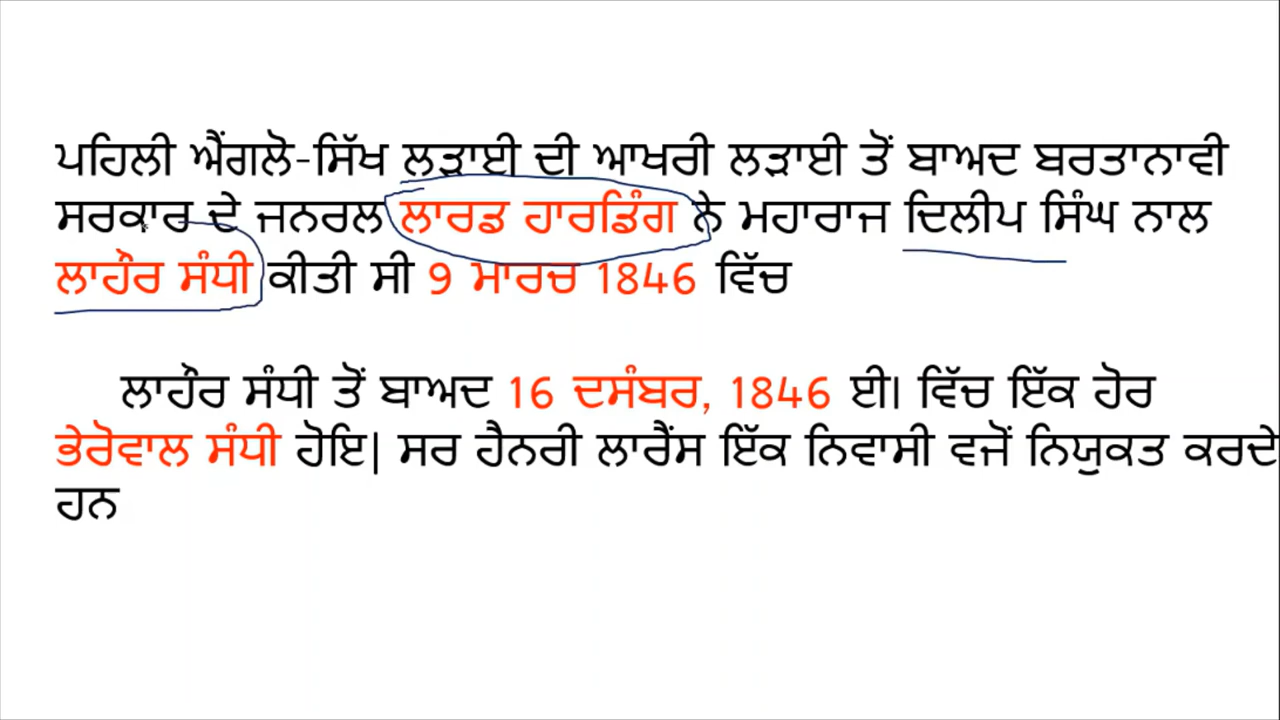 ਪਹਿਲੀ ਐਂਗਲੋ-ਸਿੱਖ ਲੜਾਈ ਦੀ ਆਖਰੀ ਲੜਾਈ ਤੋਂ ਬਾਅਦ ਬਰਤਾਨਾਵੀ
ਸਰਕਾਰ ਦੇ ਜਨਰਲ ਲਾਰਡ ਹਾਰਡਿੰਗ ਨੇ ਮਹਾਰਾਜ ਦਿਲੀਪ ਸਿੰਘ ਨਾਲ
ਲਾਹੌਰ ਸੰਧੀ ਕੀਤੀ ਸੀ 9 ਮਾਰਚ 1846 ਵਿੱਚ
ਲਾਹੌਰ ਸੰਧੀ ਤੋਂ ਬਾਅਦ 16 ਦਸੰਬਰ, 1846 ਈ| ਵਿੱਚ ਇੱਕ ਹੋਰ
ਭੇਰੋਵਾਲ ਸੰਧੀ ਹੋਇ| ਸਰ ਹੈਨਰੀ ਲਾਰੈਂਸ ਇੱਕ ਨਿਵਾਸੀ ਵਜੋਂ ਨਿਯੁਕਤ ਕਰਦੇ
ਹਨ